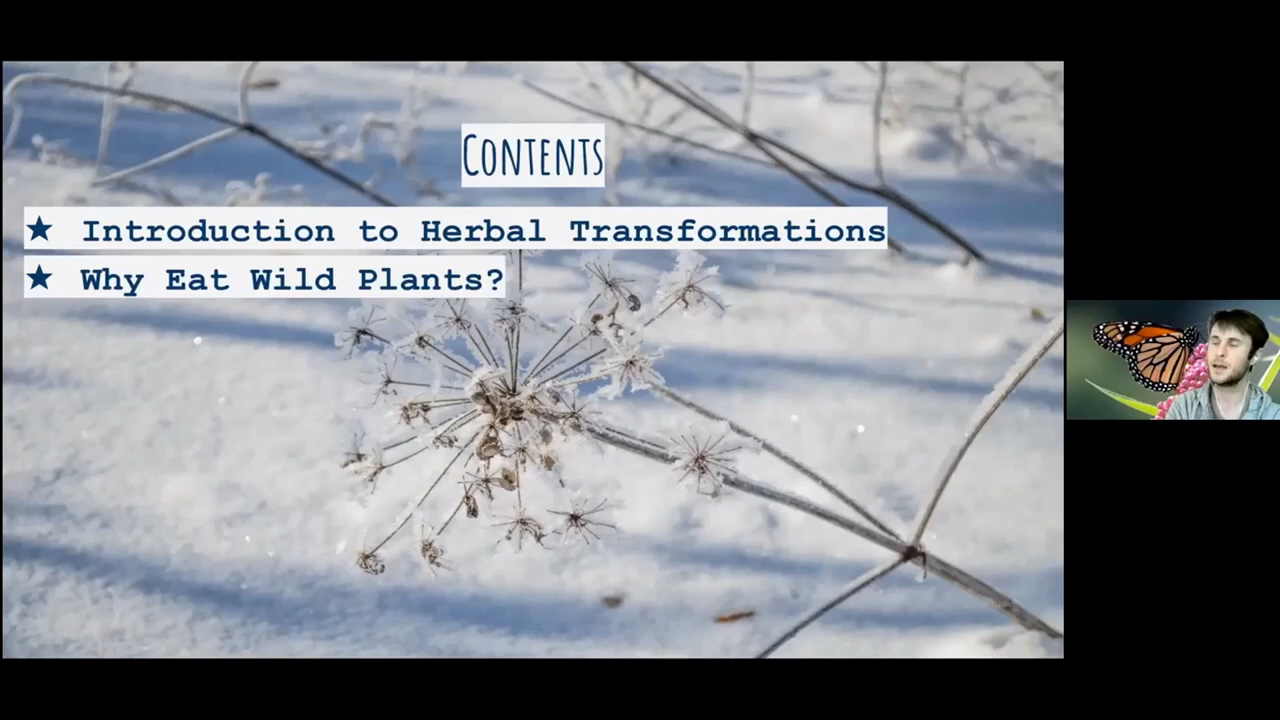 Contents
★ Introduction to Herbal Transformations
★ Why Eat Wild Plants?